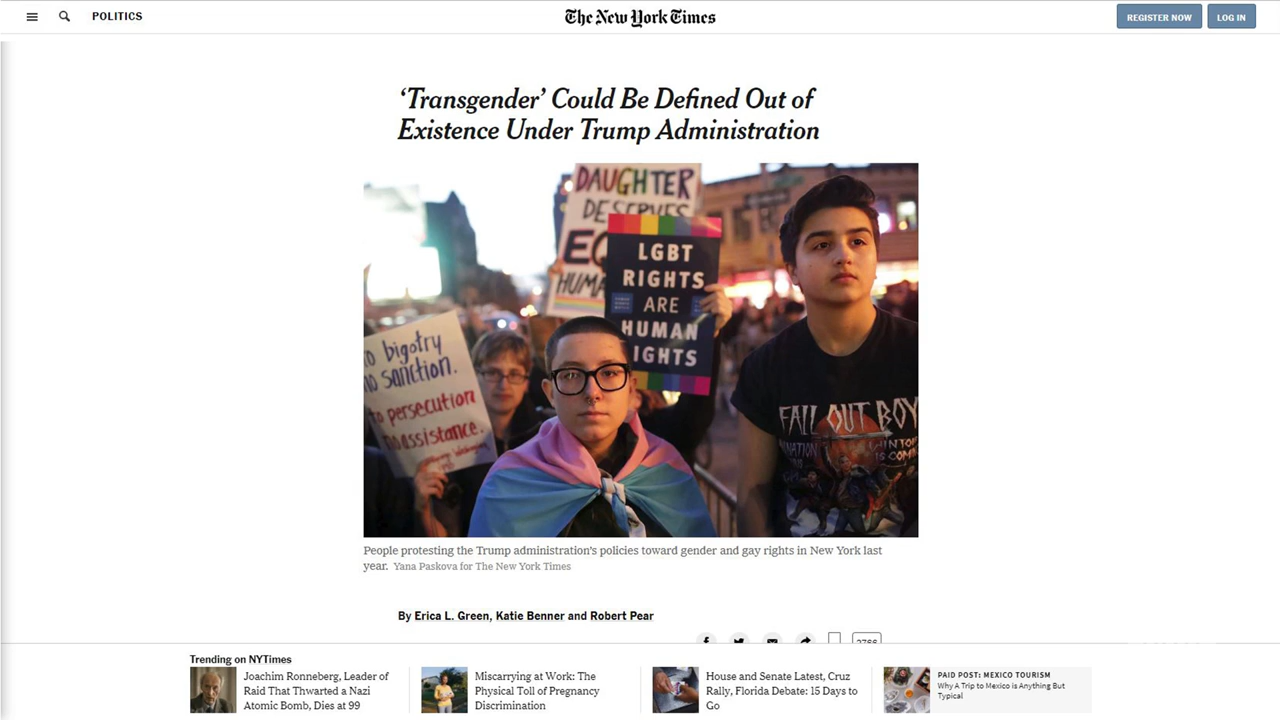 POLITICS
The New York Times
REGISTER NOW
LOG IN
‘Transgender’ Could Be Defined Out of
Existence Under Trump Administration
DAUGHTER
DESERVES
HUMA
LGBT
RIGHTS
ARE
HUMAN
IGHTS
to bigotry
no sanction.
to persecution
no assistance.
FALL OUT BOY
People protesting the Trump administration's policies toward gender and gay rights in New York last
year. Yana Paskova for The New York Times
By Erica L. Green, Katie Benner and Robert Pear
Trending on NYTimes
Joachim Ronneberg, Leader of
Raid That Thwarted a Nazi
Atomic Bomb, Dies at 99
Miscarrying at Work: The
Physical Toll of Pregnancy
Discrimination
House and Senate Latest, Cruz
Rally, Florida Debate: 15 Days to
Go
PAID POST: MEXICO TOURISM
Why A Trip to Mexico is Anything But
Typical